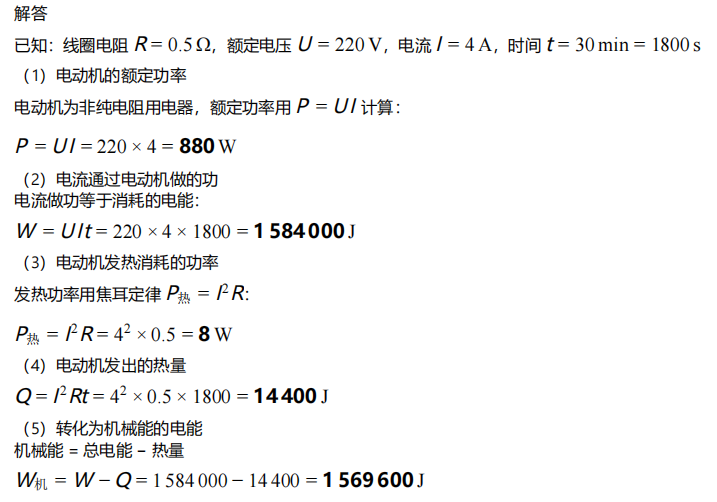 解答
已知：线圈电阻 R = 0.5 Ω，额定电压 U = 220 V，电流 I = 4 A，时间 t = 30 min = 1800 s
（1）电动机的额定功率
电动机为非纯电阻用电器，额定功率用 P = UI 计算：
P = UI = 220 × 4 = 880 W
（2）电流通过电动机做的功
电流做功等于消耗的电能：
W = UIt = 220 × 4 × 1800 = 1 584 000 J
（3）电动机发热消耗的功率
发热功率用焦耳定律 P热 = I² R：
P热 = I² R = 4² × 0.5 = 8 W
（4）电动机发出的热量
Q = I² Rt = 4² × 0.5 × 1800 = 14 400 J
（5）转化为机械能的电能
机械能 = 总电能 − 热量
W机 = W − Q = 1 584 000 − 14 400 = 1 569 600 J